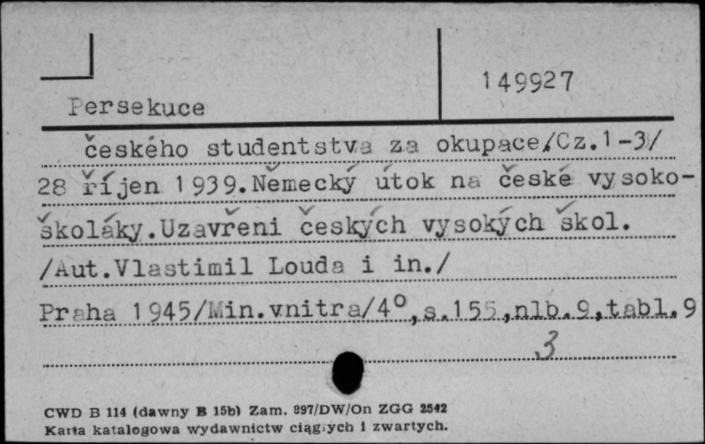 149927
Persekuce
českého studentstva za okupace/Cz.1-3/
28 říjen 1939.Německý útok na české vysoko-
školáky.Uzavřeni českých vysokých škol.
/Aut.Vlastimil Louda i in./
Praha 1945/Min.vnitra/4°,s.155,nlb.9,tabl.9
3
CWD B 114 (dawny B 15b) Zam. 897/DW/On ZGG 2542
Karta katalogowa wydawnictw ciągłych i zwartych.